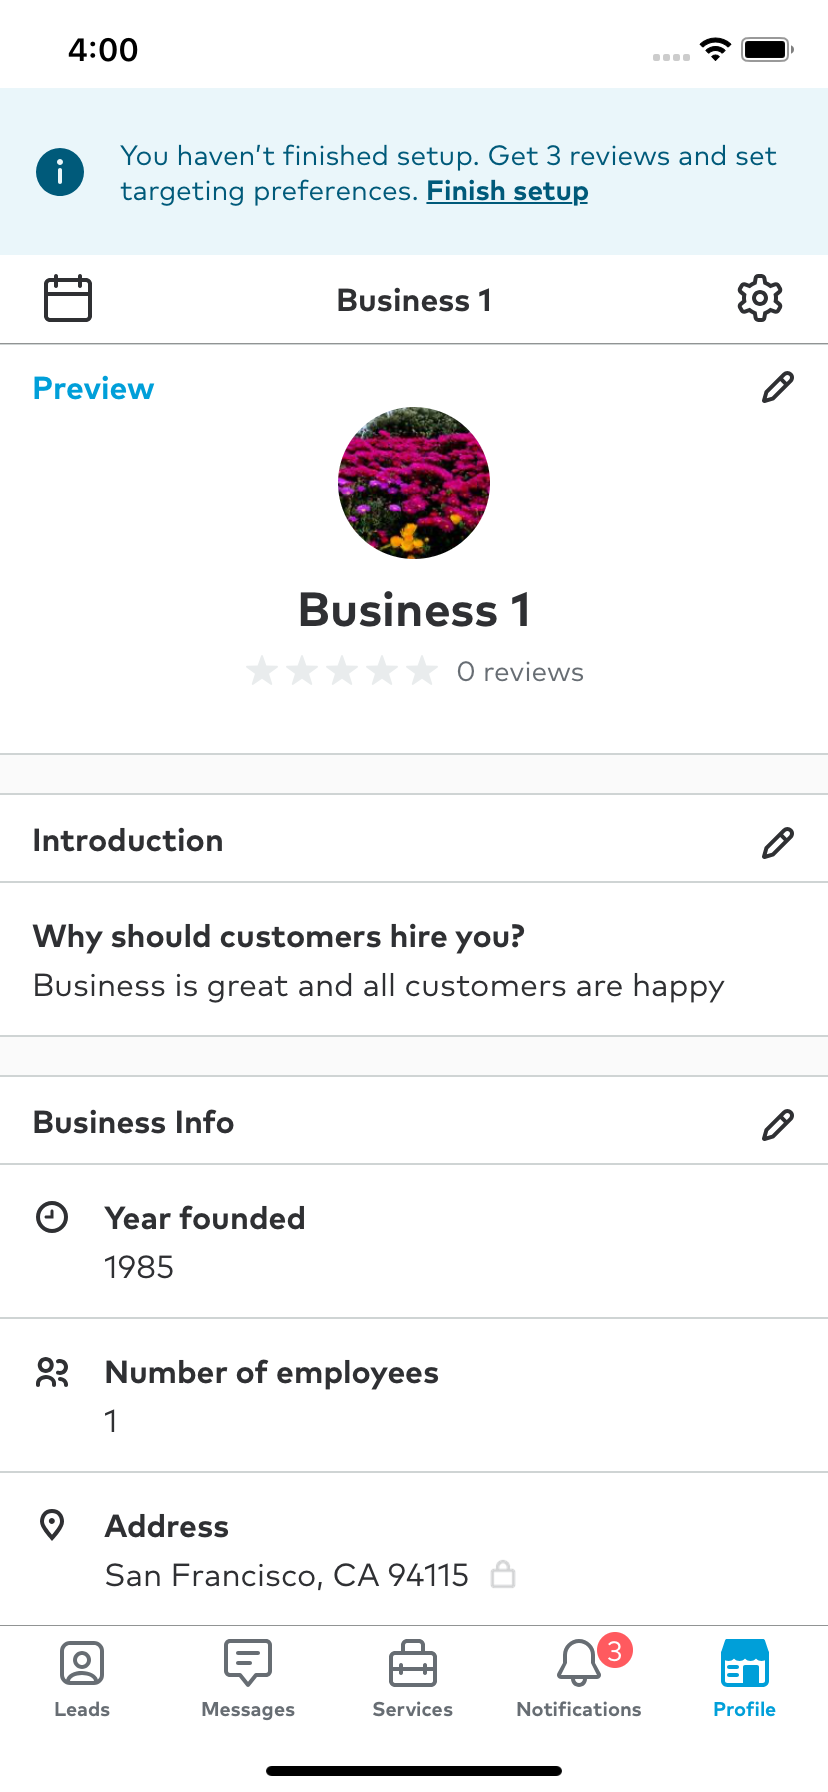 4:00
You haven’t finished setup. Get 3 reviews and set
targeting preferences. Finish setup
Business 1
Preview
Business 1
0 reviews
Introduction
Why should customers hire you?
Business is great and all customers are happy
Business Info
Year founded
1985
Number of employees
1
Address
San Francisco, CA 94115
3
Leads Messages Services Notifications Profile